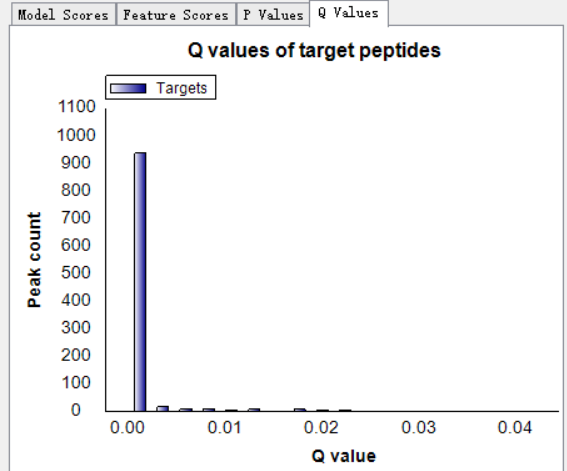 Model Scores Feature Scores P Values Q Values
Q values of target peptides
Targets
1100
1000
900
800
700
600
500
400
300
200
100
0
Peak count
0.00 0.01 0.02 0.03 0.04
Q value